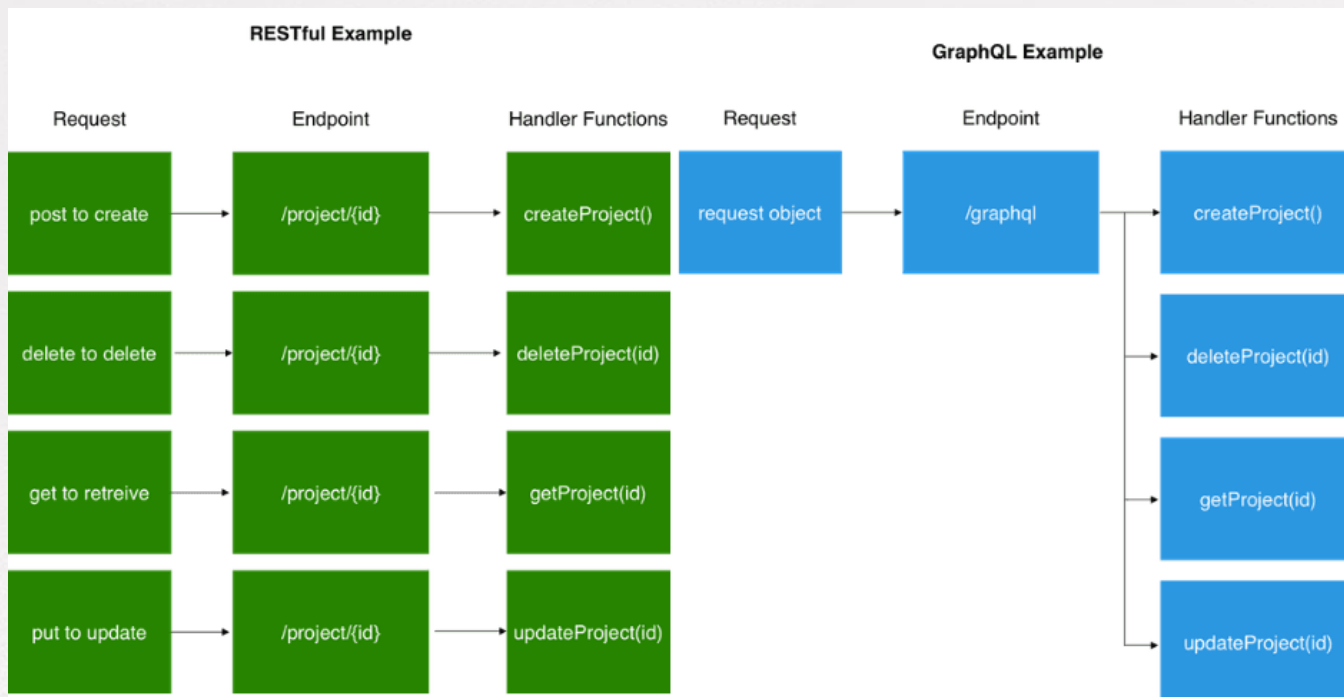 RESTful Example
GraphQL Example
Request
Endpoint
Handler Functions
Request
Endpoint
Handler Functions
post to create
/project/{id}
createProject()
request object
/graphql
createProject()
delete to delete
/project/{id}
deleteProject(id)
deleteProject(id)
get to retreive
/project/{id}
getProject(id)
getProject(id)
put to update
/project/{id}
updateProject(id)
updateProject(id)